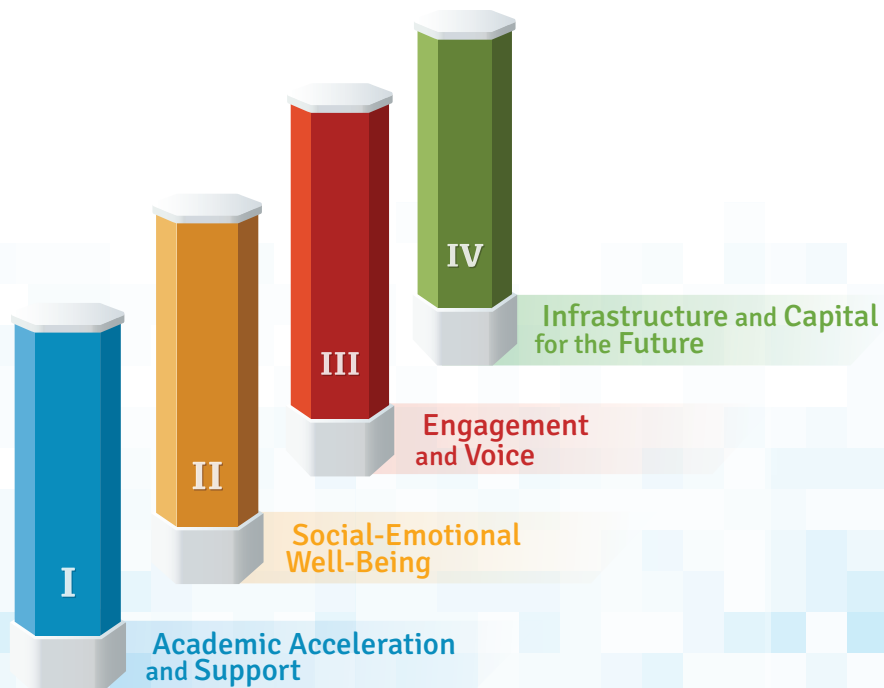 IV
Infrastructure and Capital
for the Future
III
Engagement
and Voice
II
Social-Emotional
Well-Being
I
Academic Acceleration
and Support